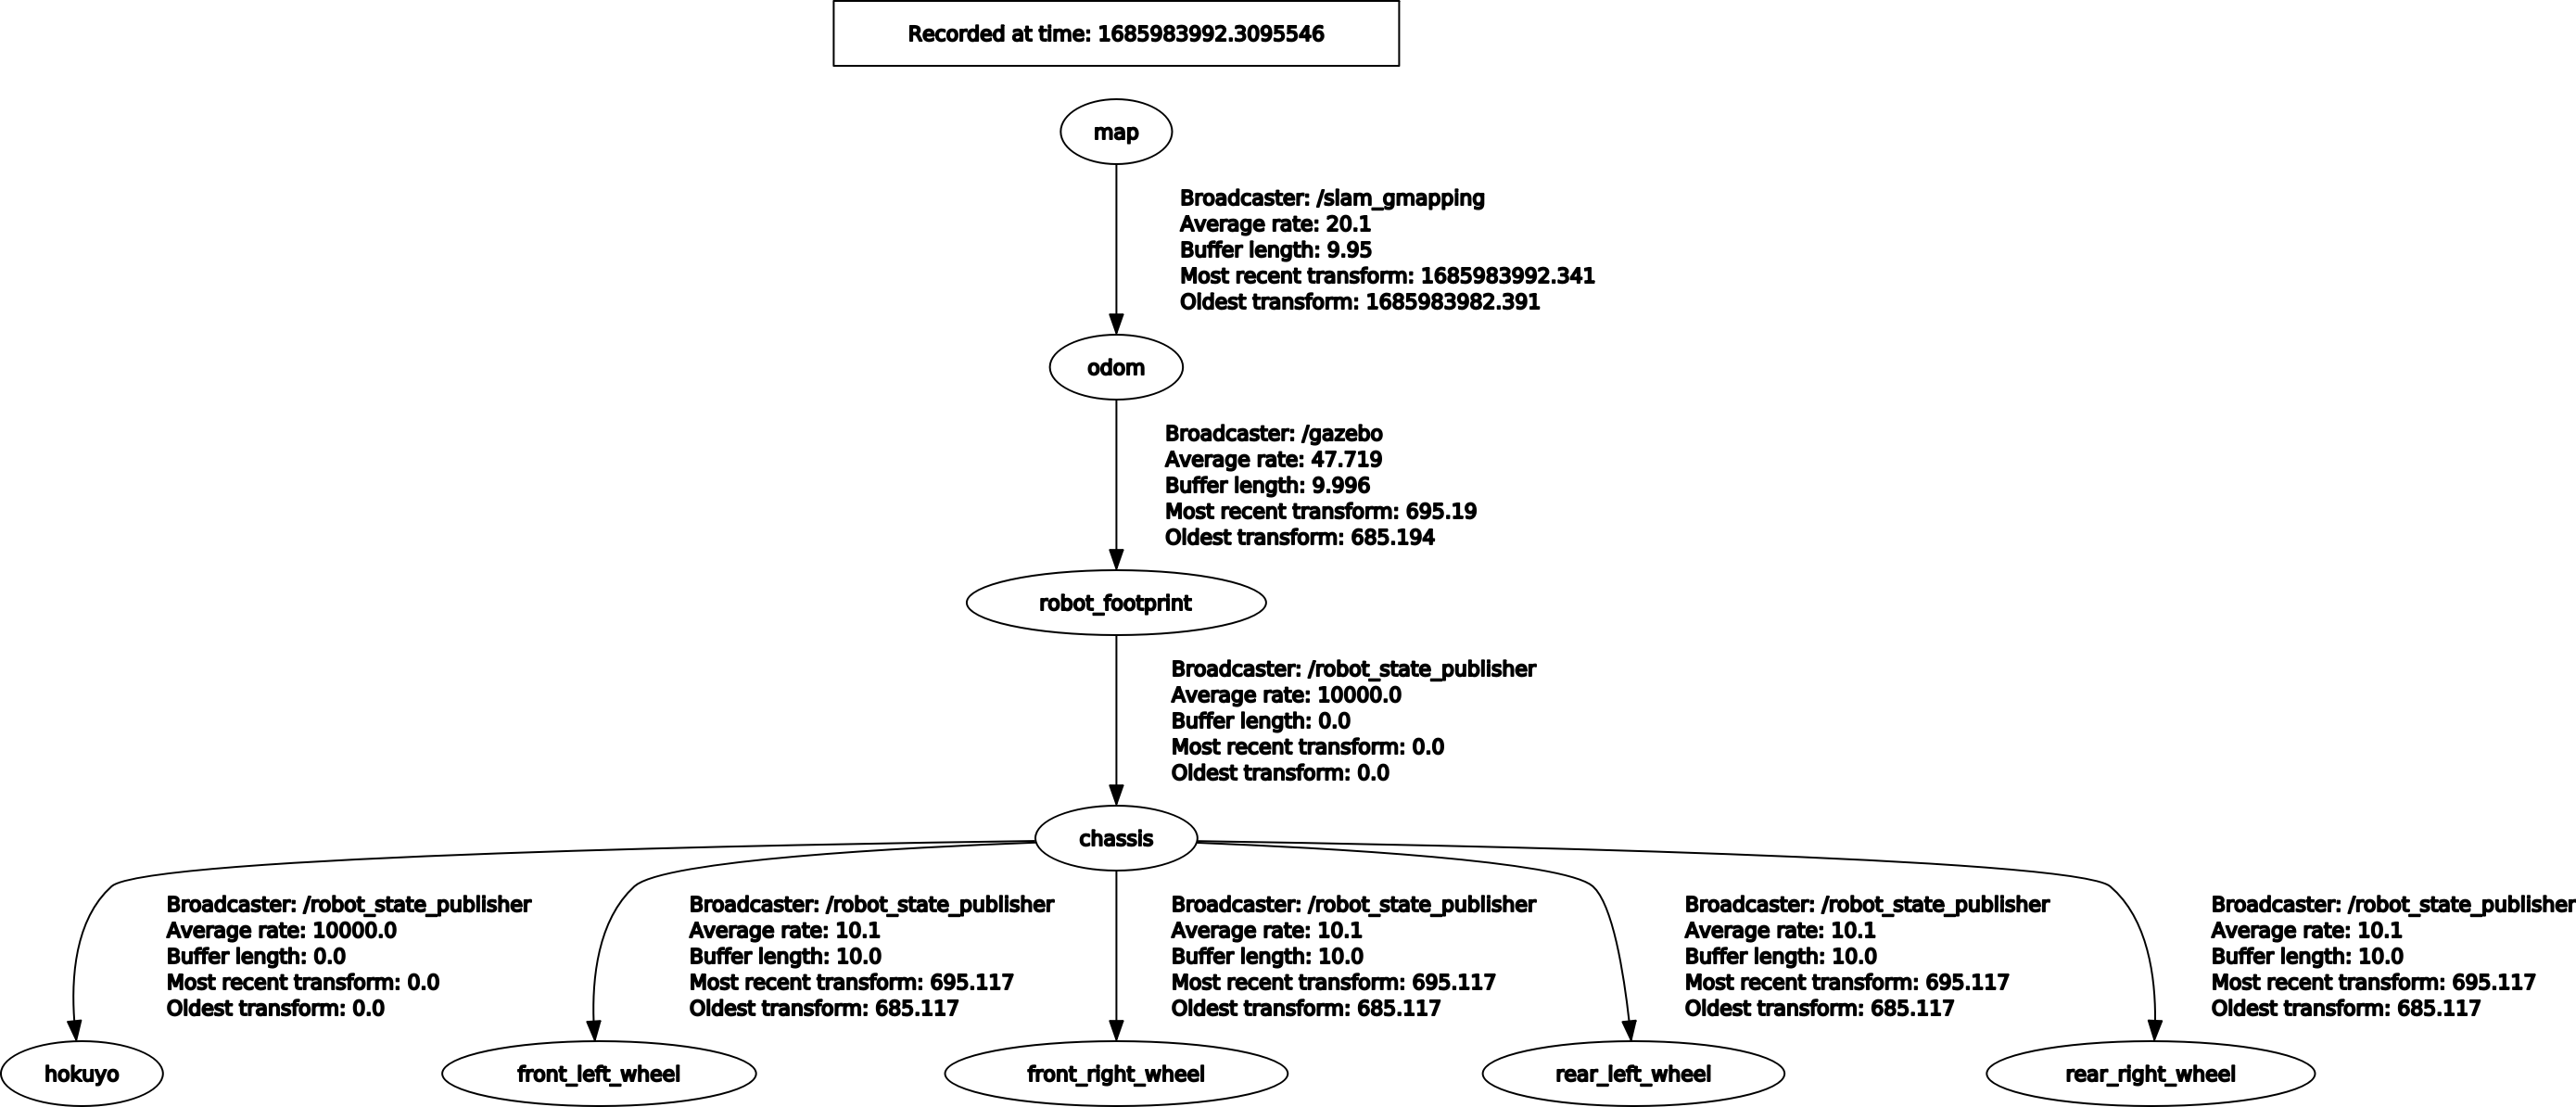 Recorded at time: 1685983992.3095546
map
Broadcaster: /slam_gmapping
Average rate: 20.1
Buffer length: 9.95
Most recent transform: 1685983992.341
Oldest transform: 1685983982.391
odom
Broadcaster: /gazebo
Average rate: 47.719
Buffer length: 9.996
Most recent transform: 695.19
Oldest transform: 685.194
robot_footprint
Broadcaster: /robot_state_publisher
Average rate: 10000.0
Buffer length: 0.0
Most recent transform: 0.0
Oldest transform: 0.0
chassis
Broadcaster: /robot_state_publisher
Average rate: 10000.0
Buffer length: 0.0
Most recent transform: 0.0
Oldest transform: 0.0
Broadcaster: /robot_state_publisher
Average rate: 10.1
Buffer length: 10.0
Most recent transform: 695.117
Oldest transform: 685.117
Broadcaster: /robot_state_publisher
Average rate: 10.1
Buffer length: 10.0
Most recent transform: 695.117
Oldest transform: 685.117
Broadcaster: /robot_state_publisher
Average rate: 10.1
Buffer length: 10.0
Most recent transform: 695.117
Oldest transform: 685.117
Broadcaster: /robot_state_publisher
Average rate: 10.1
Buffer length: 10.0
Most recent transform: 695.117
Oldest transform: 685.117
hokuyo
front_left_wheel
front_right_wheel
rear_left_wheel
rear_right_wheel